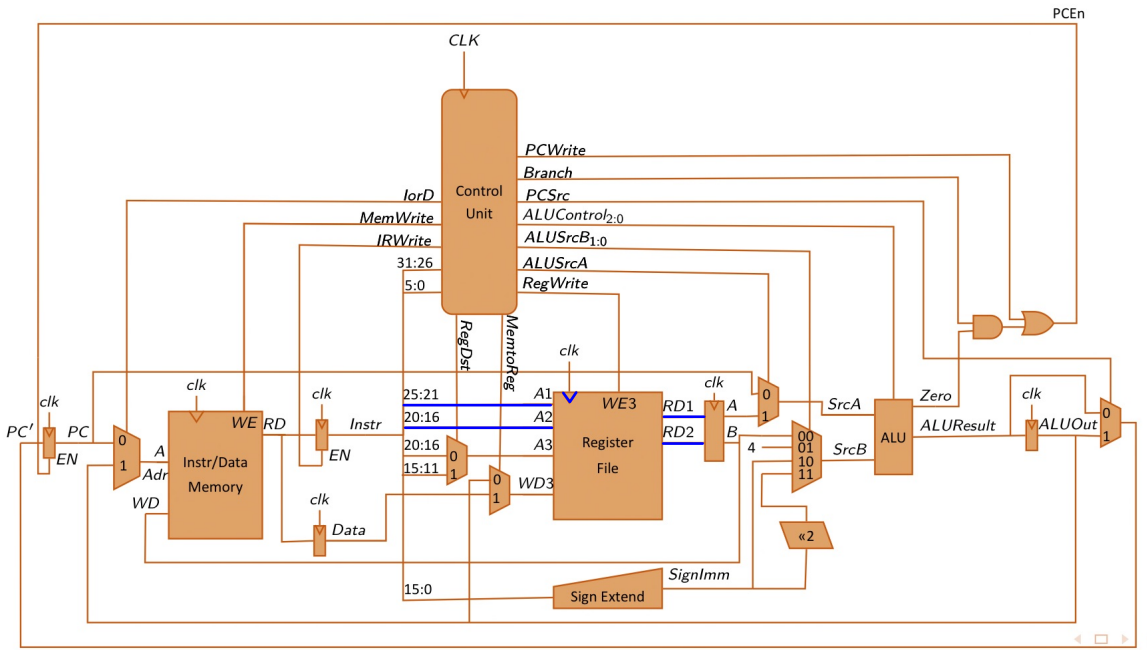 PCEn
CLK
PCWrite
Branch
Control
Unit
IorD
PCSrc
MemWrite
ALUControl2:0
IRWrite
ALUSrcB1:0
31:26
ALUSrcA
5:0
RegWrite
RegDst
MemtoReg
clk
clk
clk
clk
clk
clk
25:21
A1
WE3
RD1
A
0
1
SrcA
Zero
PC′
PC
0
1
EN
A
Adr
WE
RD
Instr/Data
Memory
WD
Instr
EN
20:16
A2
RD2
B
20:16
A3
15:11
0
1
Register
File
4
00
01
10
11
SrcB
ALU
ALUResult
ALUOut
0
1
0
1
WD3
clk
Data
«2
15:0
Sign Extend
SignImm